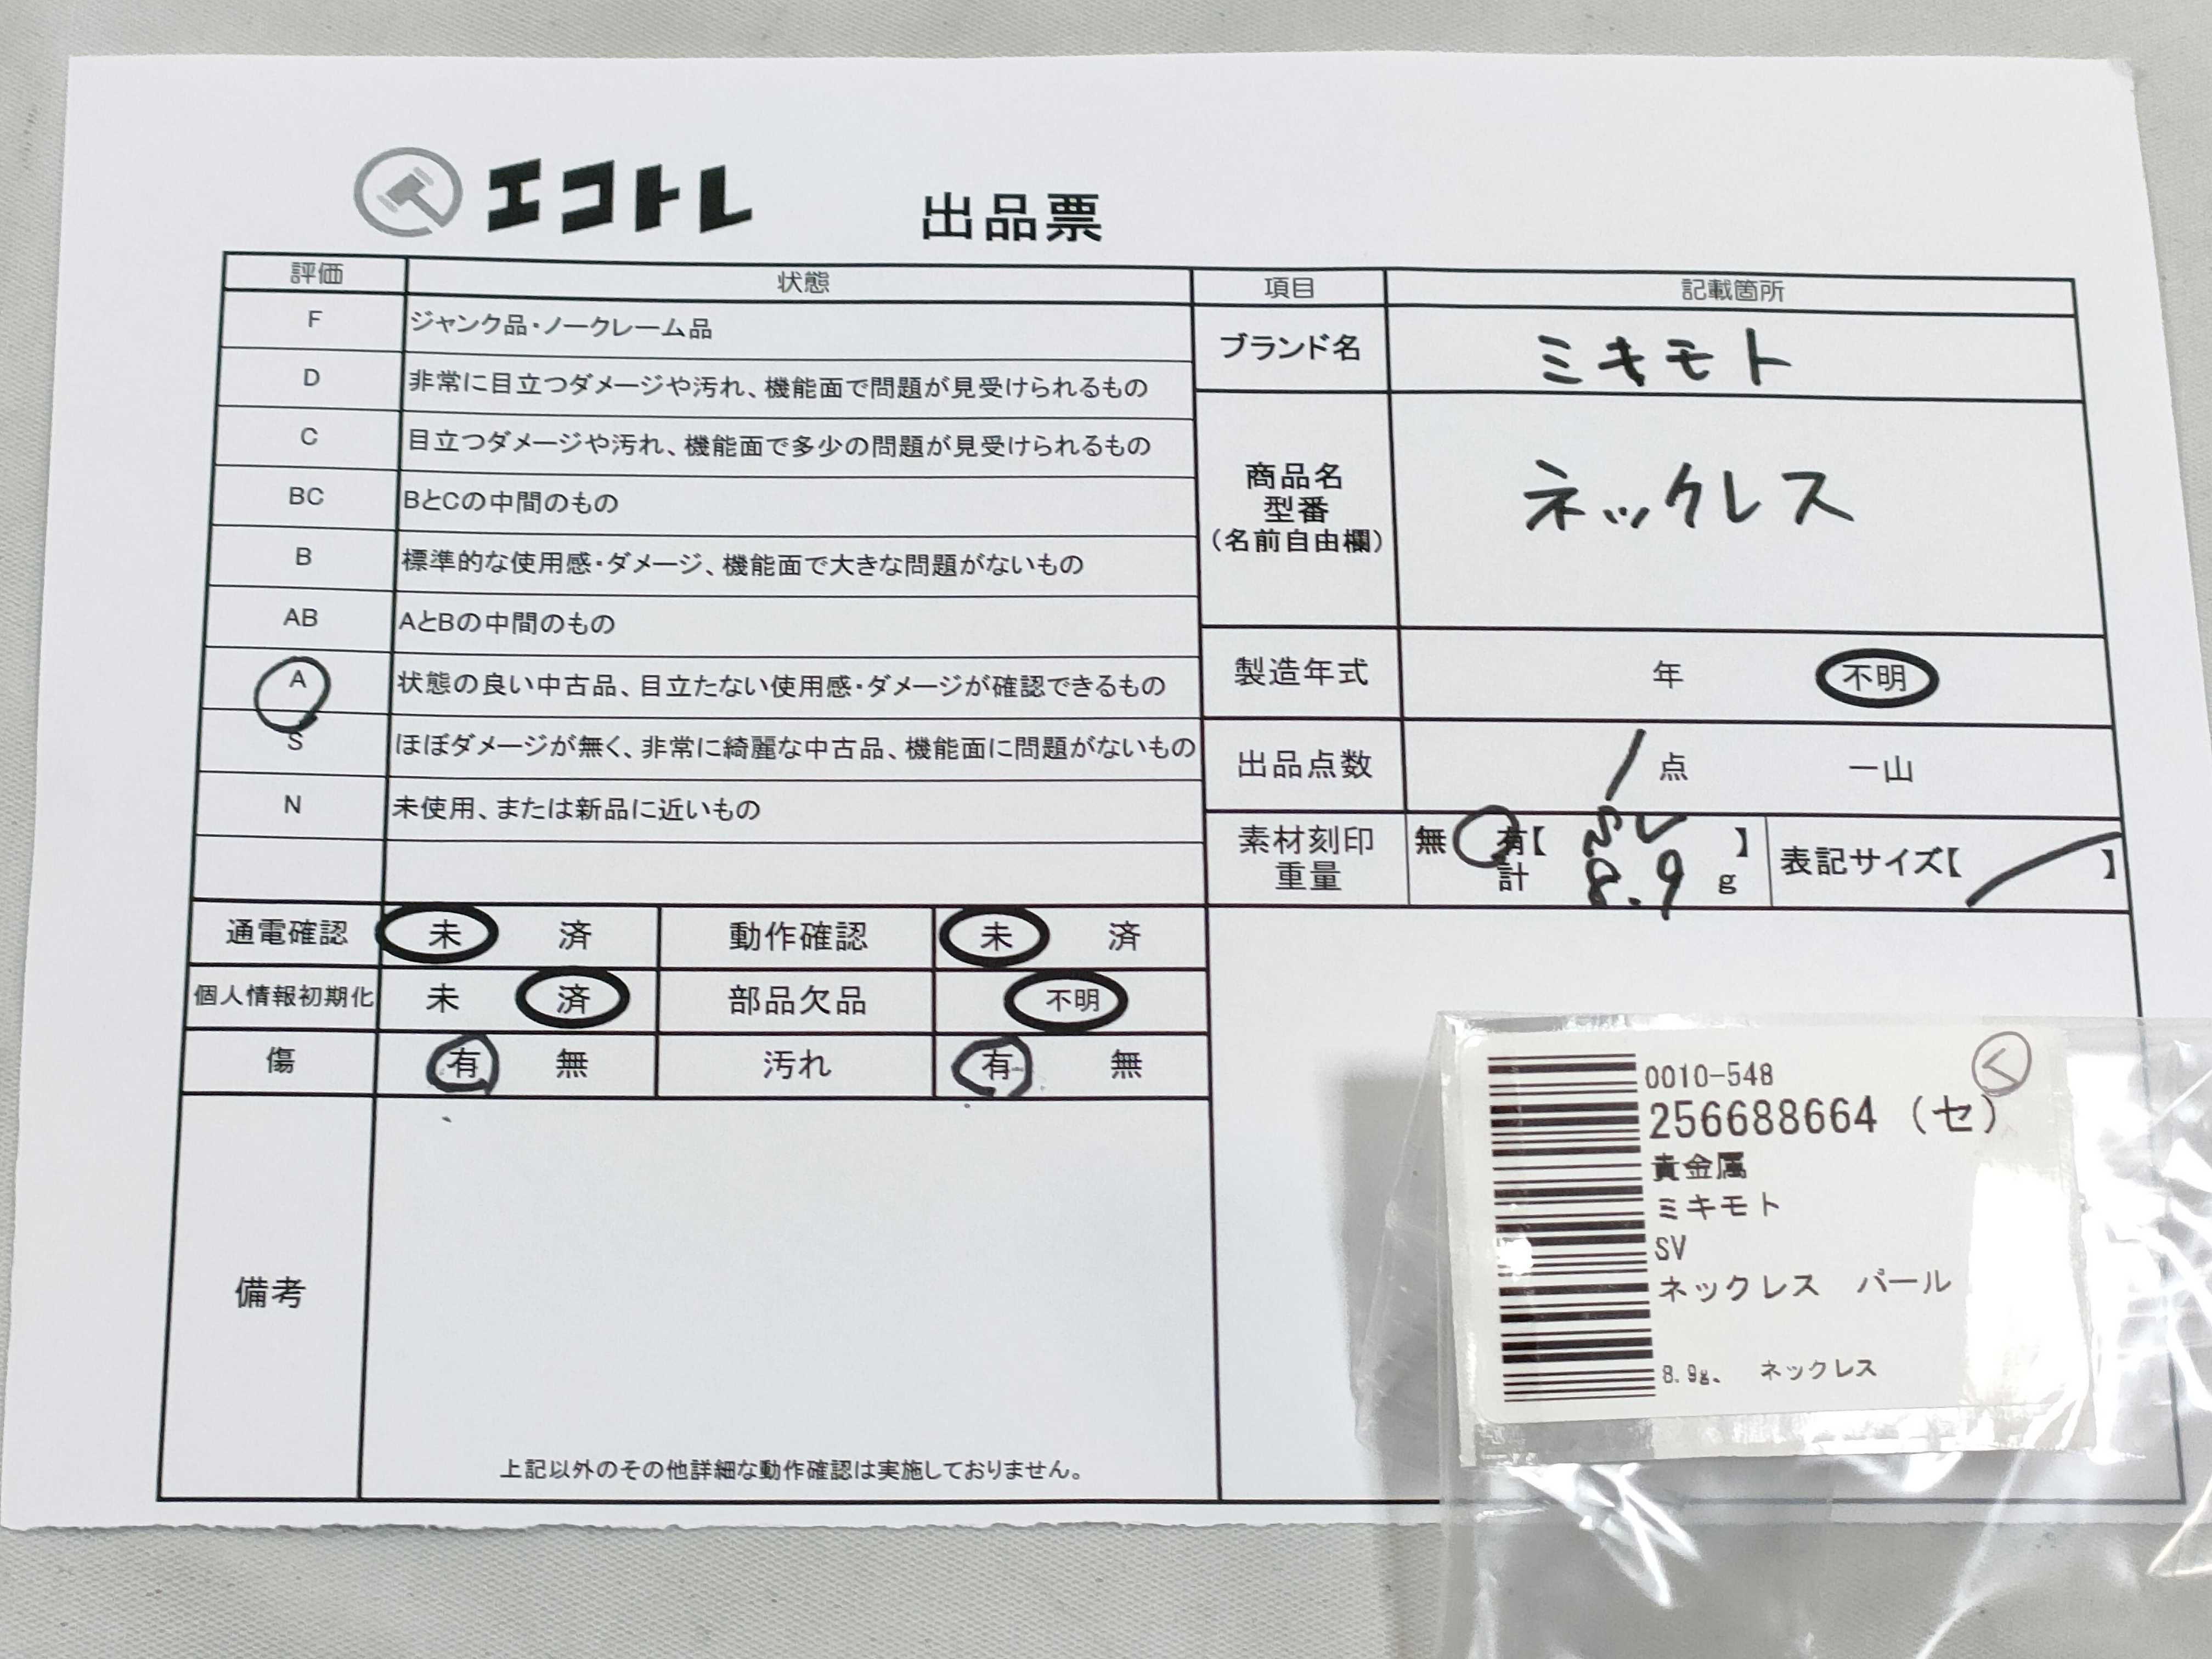 エコトレ 出品票
評価 状態 項目 記載箇所
F ジャンク品・ノークレーム品
D 非常に目立つダメージや汚れ、機能面で問題が見受けられるもの
C 目立つダメージや汚れ、機能面で多少の問題が見受けられるもの
BC BとCの中間のもの
B 標準的な使用感・ダメージ、機能面で大きな問題がないもの
AB AとBの中間のもの
A 状態の良い中古品、目立たない使用感・ダメージが確認できるもの
S ほぼダメージが無く、非常に綺麗な中古品、機能面に問題がないもの
N 未使用、または新品に近いもの
ブランド名 ミキモト
商品名
型番
(名前自由欄)
ネックレス
製造年式 年 不明
出品点数 1点 一山
素材刻印 無 有【 SV 】
重量 計 8.9 g
表記サイズ【 】
通電確認 未 済 動作確認 未 済
個人情報初期化 未 済 部品欠品 不明
傷 有 無 汚れ 有 無
備考
上記以外のその他詳細な動作確認は実施しておりません。
く
0010-548
256688664 (セ)
貴金属
ミキモト
SV
ネックレス パール
8.9g、 ネックレス